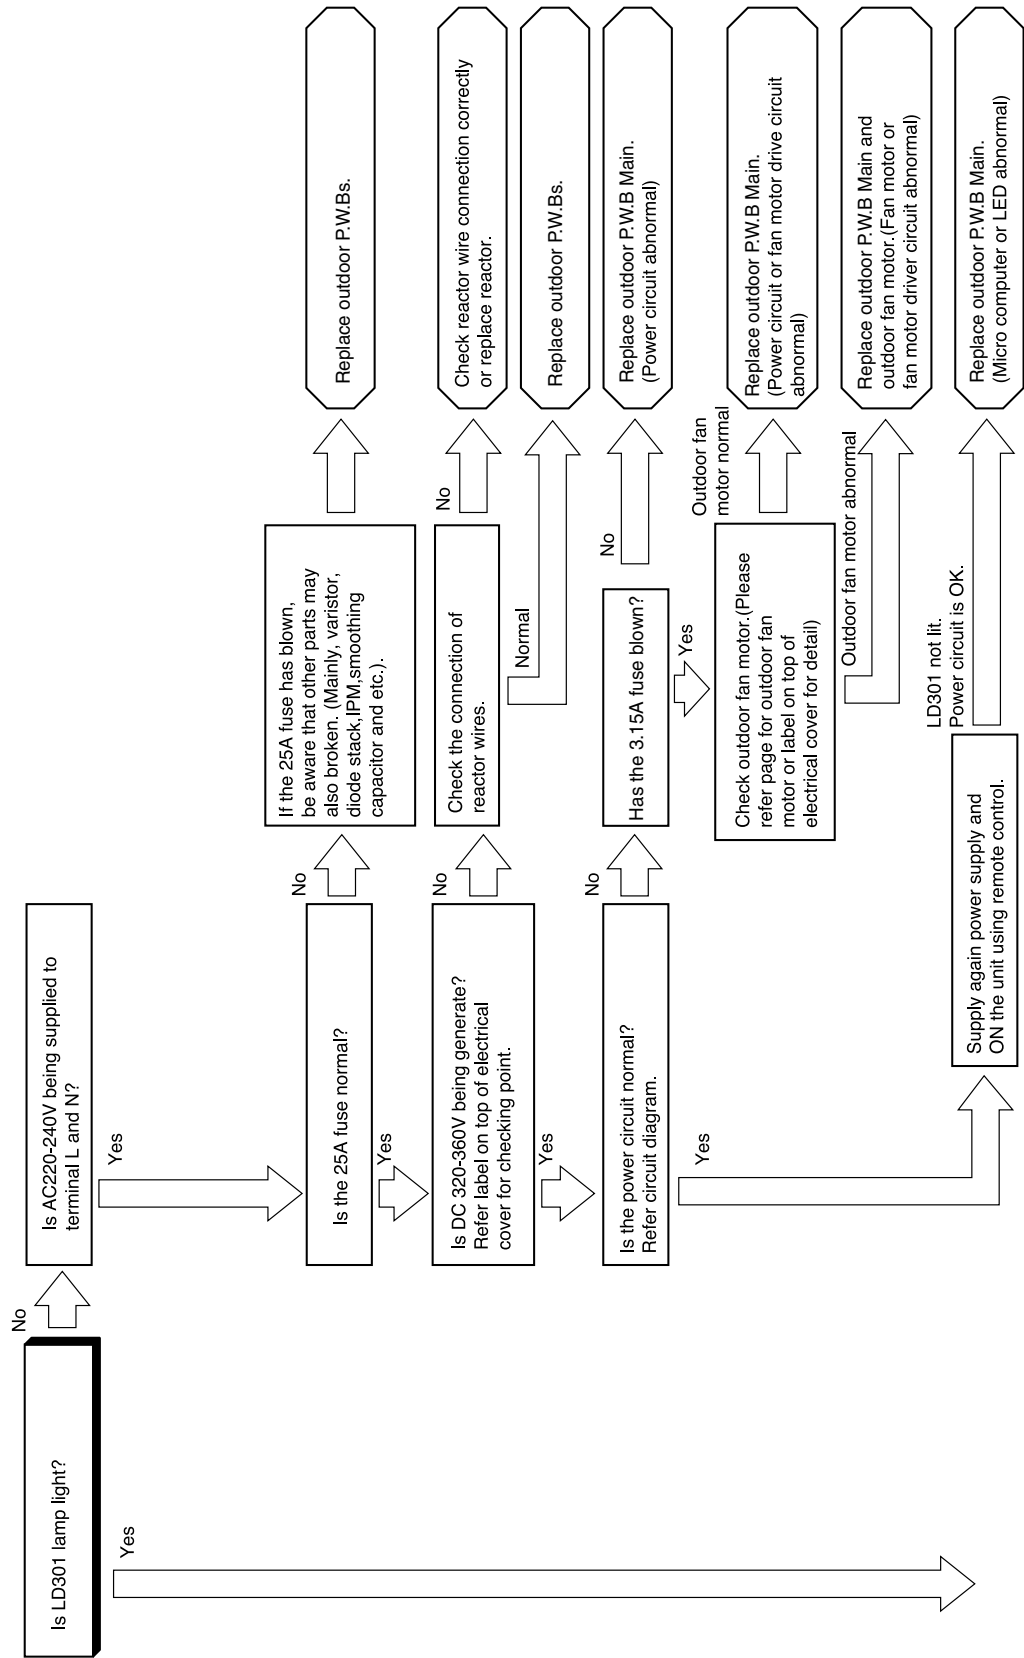 Is LD301 lamp light?
No
Yes
Is AC220-240V being supplied to
terminal L and N?
Yes
Is the 25A fuse normal?
No
If the 25A fuse has blown,
be aware that other parts may
also broken. (Mainly, varistor,
diode stack,IPM,smoothing
capacitor and etc.).
Replace outdoor P.W.Bs.
Yes
Is DC 320-360V being generate?
Refer label on top of electrical
cover for checking point.
No
Check the connection of
reactor wires.
No
Check reactor wire connection correctly
or replace reactor.
Normal
Replace outdoor P.W.Bs.
Yes
Is the power circuit normal?
Refer circuit diagram.
No
Has the 3.15A fuse blown?
No
Replace outdoor P.W.B Main.
(Power circuit abnormal)
Yes
Check outdoor fan motor.(Please
refer page for outdoor fan
motor or label on top of
electrical cover for detail)
Outdoor fan
motor normal
Replace outdoor P.W.B Main.
(Power circuit or fan motor drive circuit
abnormal)
Outdoor fan motor abnormal
Replace outdoor P.W.B Main and
outdoor fan motor.(Fan motor or
fan motor driver circuit abnormal)
Yes
Supply again power supply and
ON the unit using remote control.
LD301 not lit.
Power circuit is OK.
Replace outdoor P.W.B Main.
(Micro computer or LED abnormal)